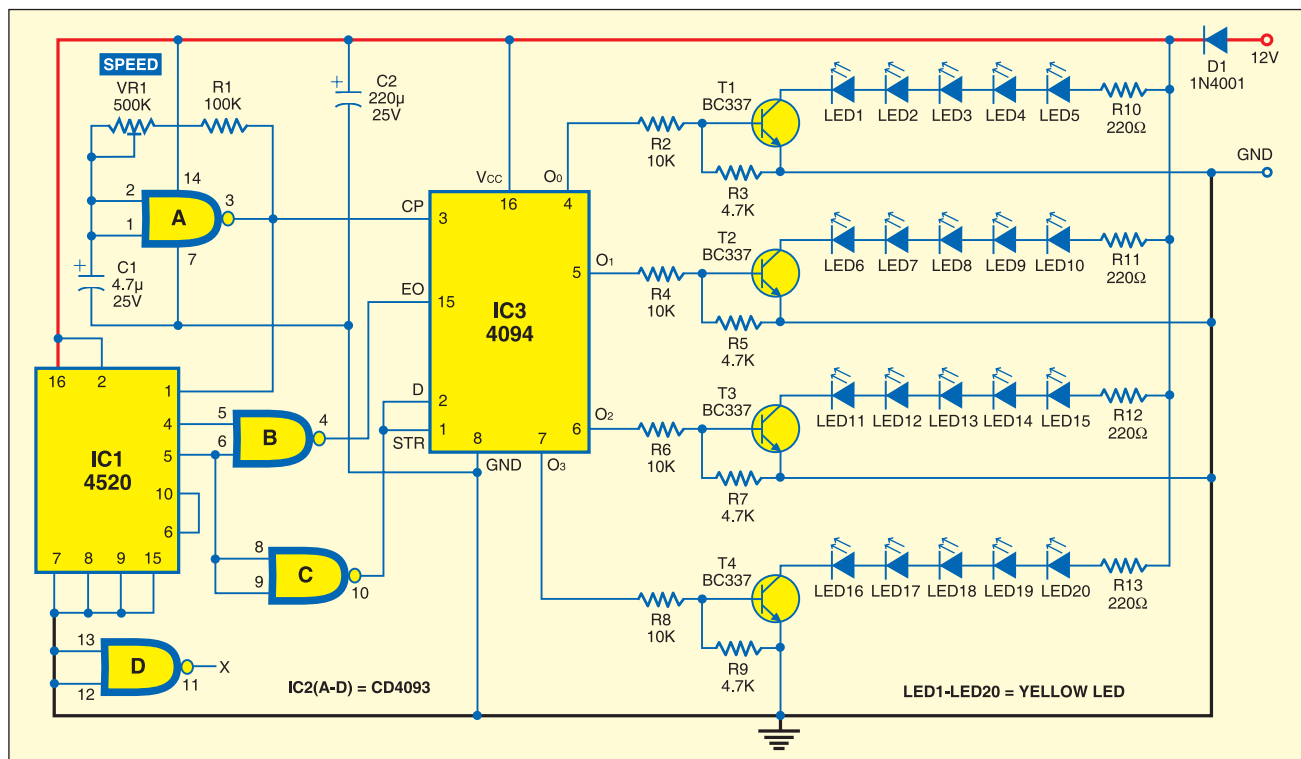 SPEED
VR1
500K
R1
100K
C2
220µ
25V
+
D1
1N4001
12V
GND
14
2
3
1
A
7
+
C1
4.7µ
25V
16
2
1
4
5
10
6
7
8
9
15
IC1
4520
5
6
4
B
8
9
10
C
13
12
11
D
X
IC2(A-D) = CD4093
VCC
16
O0
4
CP
3
EO
15
D
2
1
STR
8
GND
7
O3
5
O1
6
O2
IC3
4094
R2
10K
R3
4.7K
T1
BC337
LED1
LED2
LED3
LED4
LED5
R10
220Ω
R4
10K
R5
4.7K
T2
BC337
LED6
LED7
LED8
LED9
LED10
R11
220Ω
R6
10K
R7
4.7K
T3
BC337
LED11
LED12
LED13
LED14
LED15
R12
220Ω
R8
10K
R9
4.7K
T4
BC337
LED16
LED17
LED18
LED19
LED20
R13
220Ω
LED1-LED20 = YELLOW LED